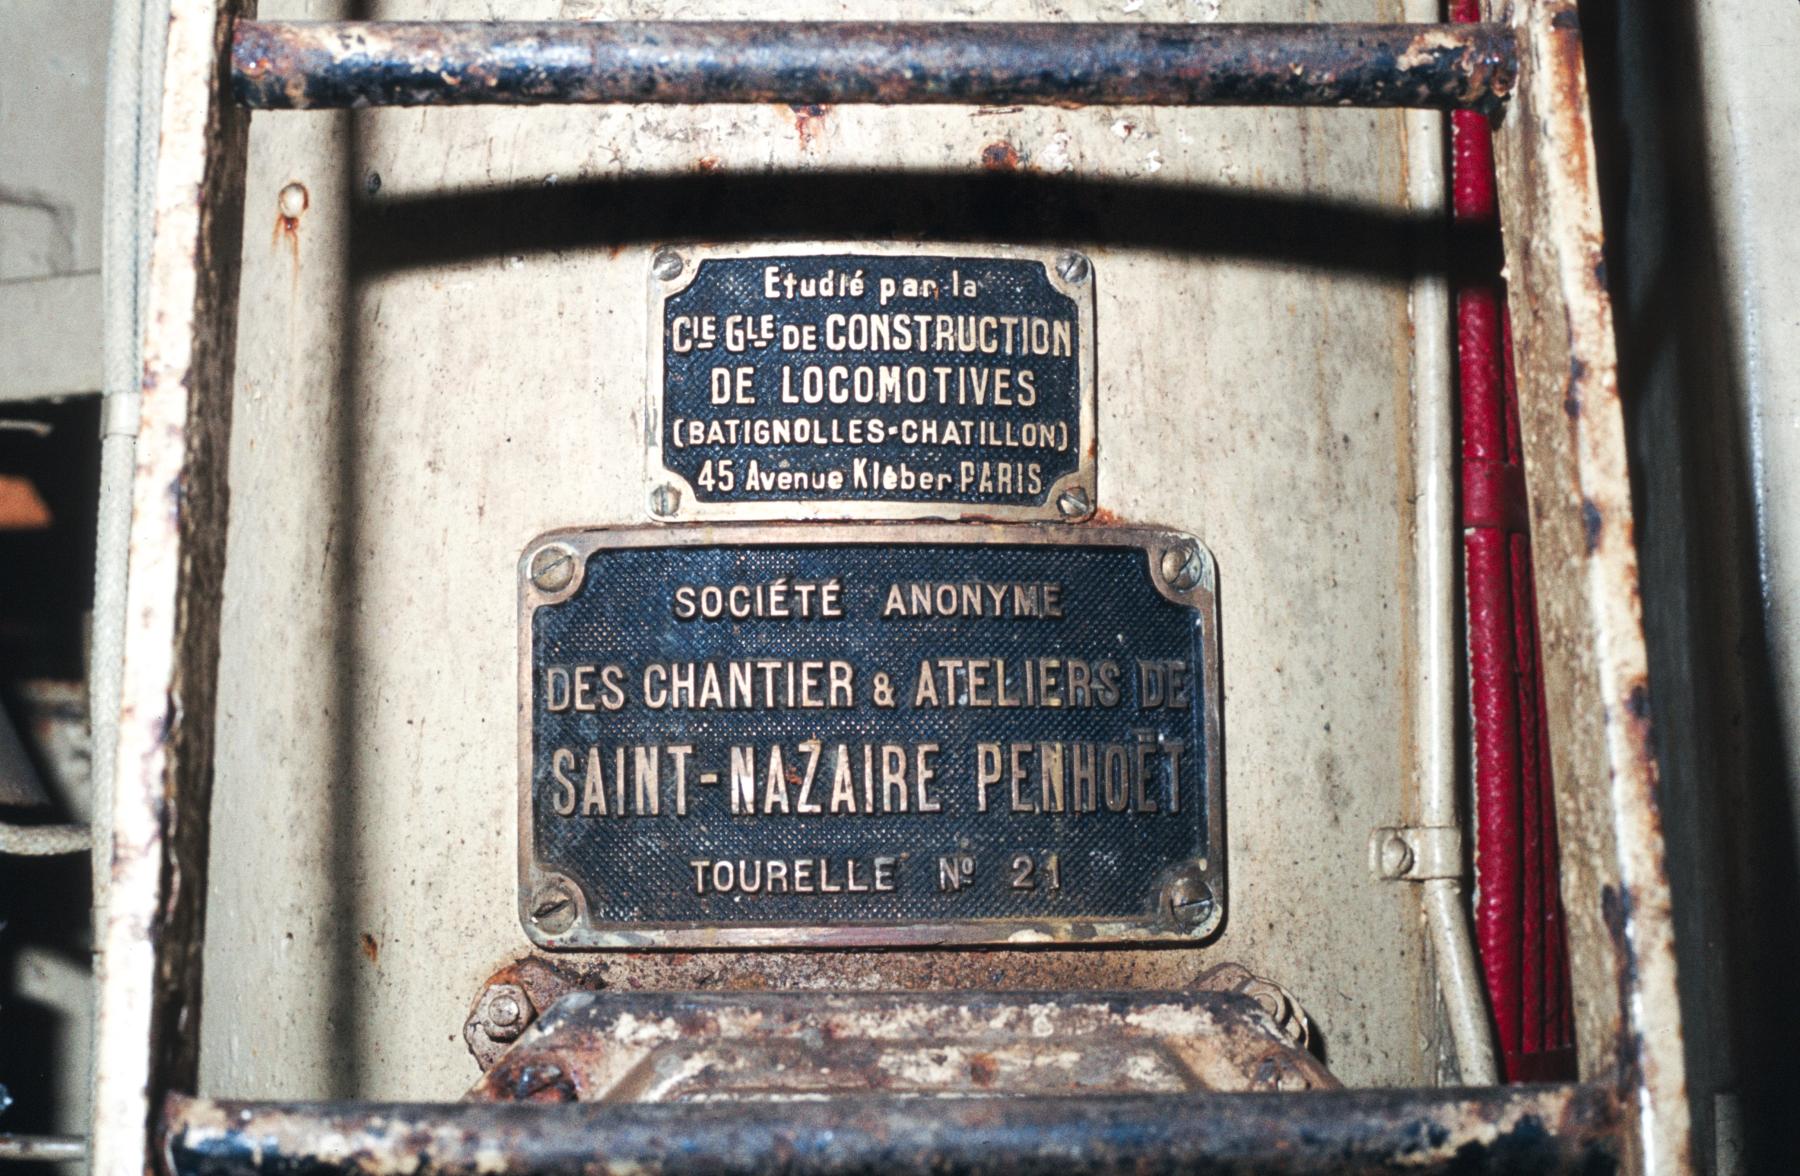 Etudié par la
CIE GLE DE CONSTRUCTION
DE LOCOMOTIVES
(BATIGNOLLES-CHATILLON)
45 Avenue Kléber PARIS
SOCIÉTÉ ANONYME
DES CHANTIER & ATELIERS DE
SAINT-NAZAIRE PENHOËT
TOURELLE Nº 21